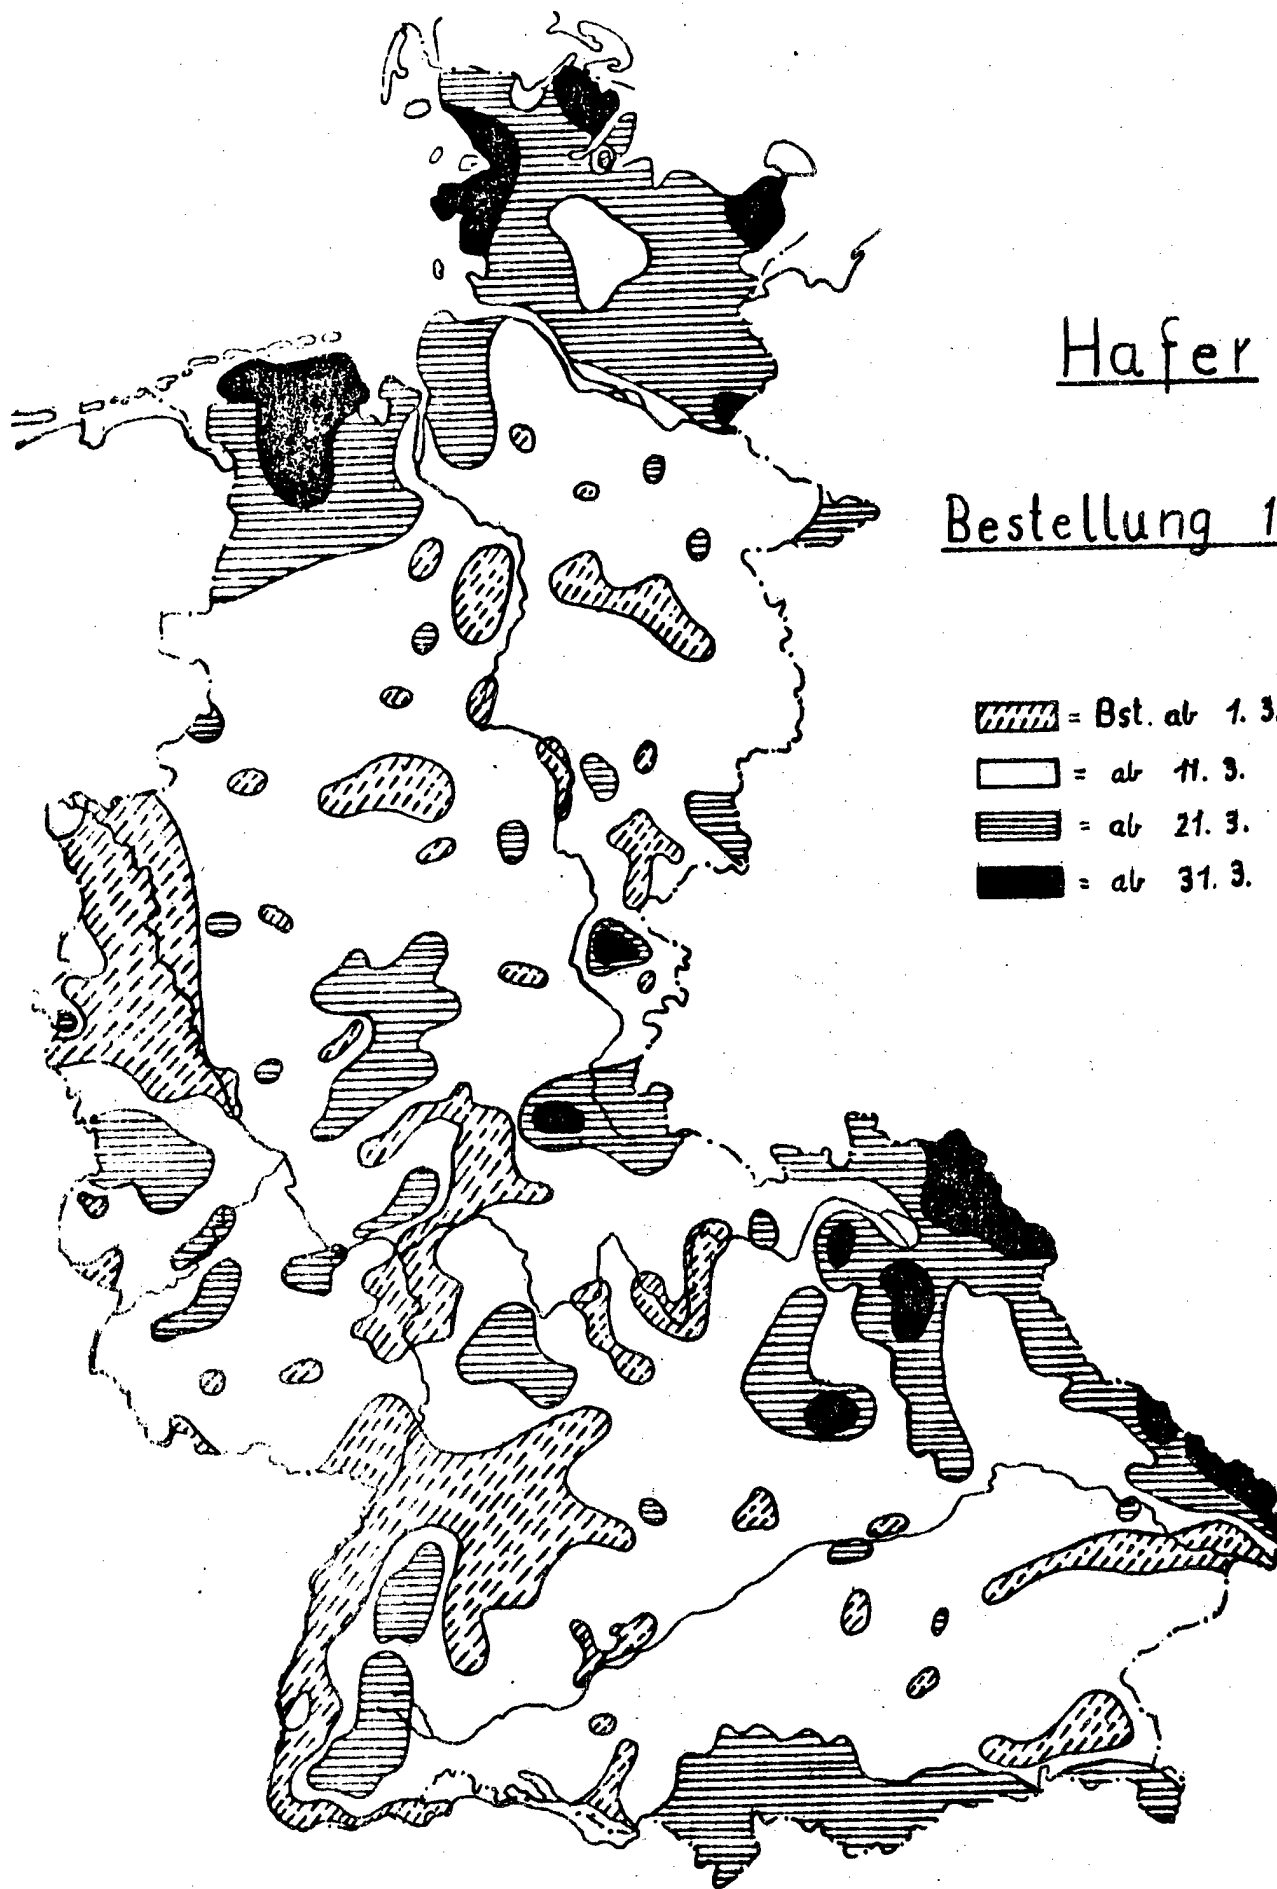 Hafer
Bestellung 1
= Bst. ab 1. 3.
= ab 11. 3.
= ab 21. 3.
= ab 31. 3.